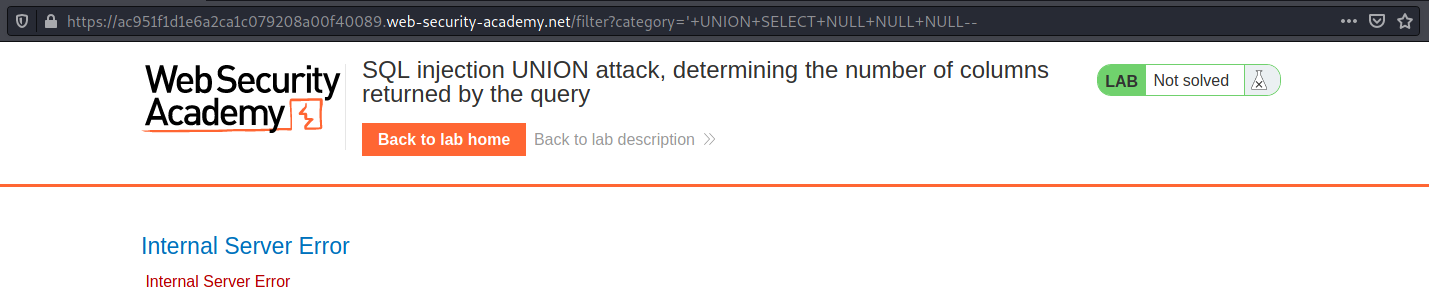 https://ac951f1d1e6a2ca1c079208a00f40089.web-security-academy.net/filter?category='+UNION+SELECT+NULL+NULL+NULL--
Web Security
Academy
SQL injection UNION attack, determining the number of columns
returned by the query
LAB Not solved
Back to lab home Back to lab description
Internal Server Error
Internal Server Error